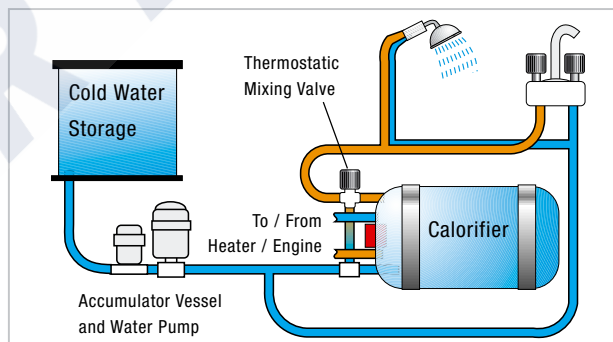 Cold Water
Storage
Thermostatic
Mixing Valve
To / From
Heater / Engine
Calorifier
Accumulator Vessel
and Water Pump